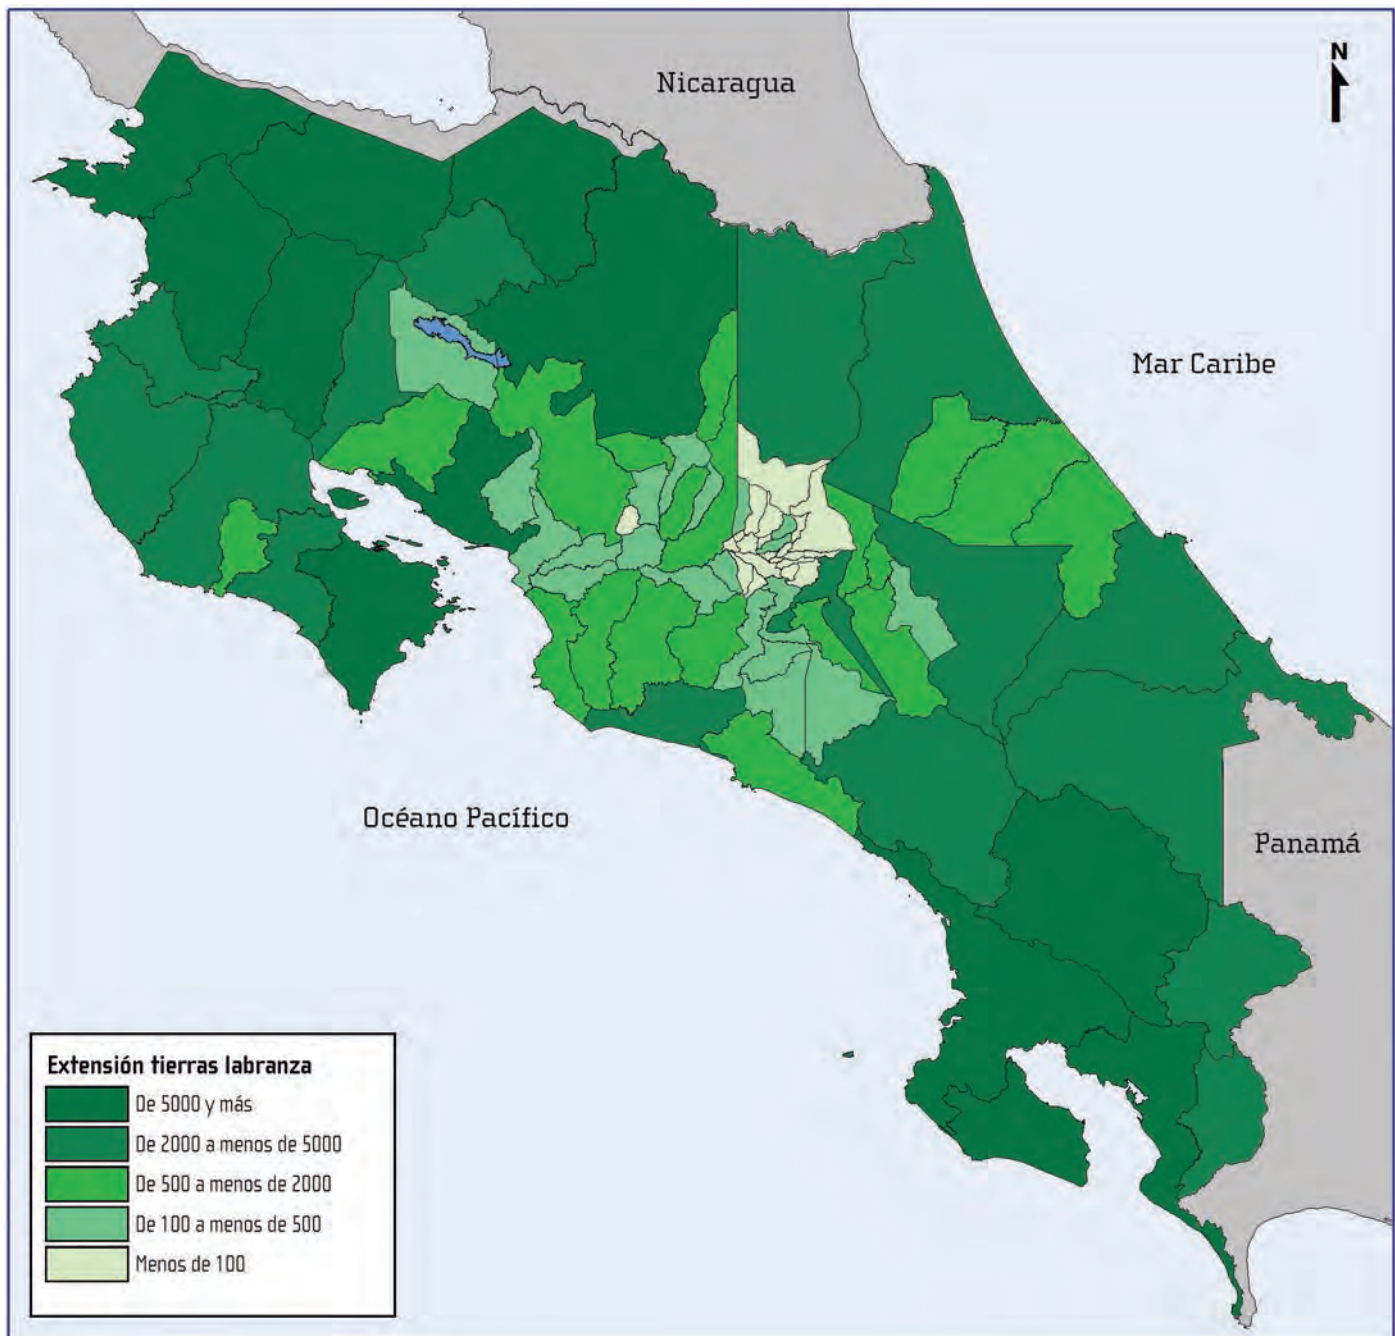 N
Nicaragua
Mar Caribe
Océano Pacífico
Panamá
Extensión tierras labranza
De 5000 y más
De 2000 a menos de 5000
De 500 a menos de 2000
De 100 a menos de 500
Menos de 100